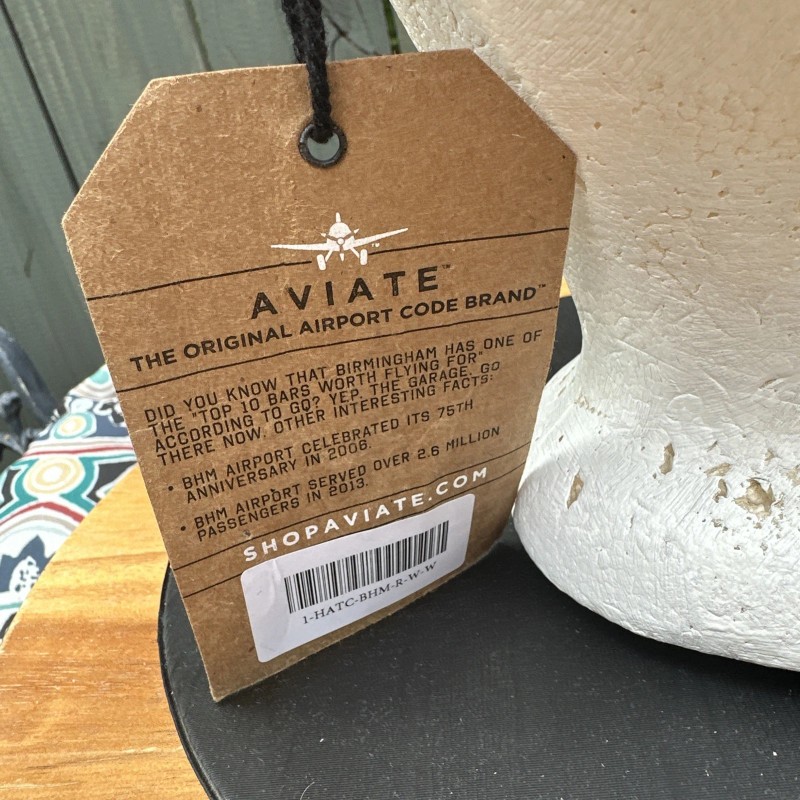 AVIATE™
THE ORIGINAL AIRPORT CODE BRAND™
DID YOU KNOW THAT BIRMINGHAM HAS ONE OF
THE "TOP 10 BARS WORTH FLYING FOR"
ACCORDING TO GQ? YEP, THE GARAGE. GO
THERE NOW. OTHER INTERESTING FACTS:
• BHM AIRPORT CELEBRATED ITS 75TH
ANNIVERSARY IN 2006.
• BHM AIRPORT SERVED OVER 2.6 MILLION
PASSENGERS IN 2013.
SHOPAVIATE.COM
1-HATC-BHM-R-W-W